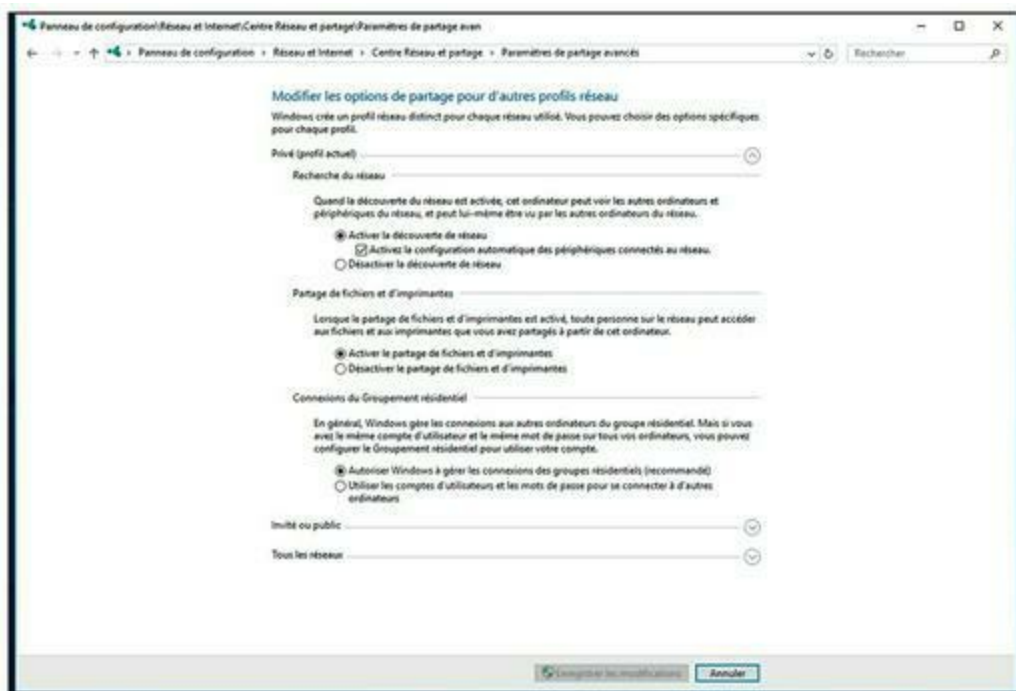 Panneau de configuration\Réseau et Internet\Centre Réseau et partage\Paramètres de partage avan
Panneau de configuration › Réseau et Internet › Centre Réseau et partage › Paramètres de partage avancés
Rechercher
Modifier les options de partage pour d'autres profils réseau
Windows crée un profil réseau distinct pour chaque réseau utilisé. Vous pouvez choisir des options spécifiques
pour chaque profil.
Privé (profil actuel)
Recherche du réseau
Quand la découverte du réseau est activée, cet ordinateur peut voir les autres ordinateurs et
périphériques du réseau, et peut lui-même être vu par les autres ordinateurs du réseau.
Activer la découverte de réseau
Activez la configuration automatique des périphériques connectés au réseau.
Désactiver la découverte de réseau
Partage de fichiers et d'imprimantes
Lorsque le partage de fichiers et d'imprimantes est activé, toute personne sur le réseau peut accéder
aux fichiers et aux imprimantes que vous avez partagés à partir de cet ordinateur.
Activer le partage de fichiers et d'imprimantes
Désactiver le partage de fichiers et d'imprimantes
Connexions du Groupement résidentiel
En général, Windows gère les connexions aux autres ordinateurs du groupe résidentiel. Mais si vous
avez le même compte d'utilisateur et le même mot de passe sur tous vos ordinateurs, vous pouvez
configurer le Groupement résidentiel pour utiliser votre compte.
Autoriser Windows à gérer les connexions des groupes résidentiels (recommandé)
Utiliser les comptes d'utilisateurs et les mots de passe pour se connecter à d'autres
ordinateurs
Invité ou public
Tous les réseaux
Enregistrer les modifications
Annuler